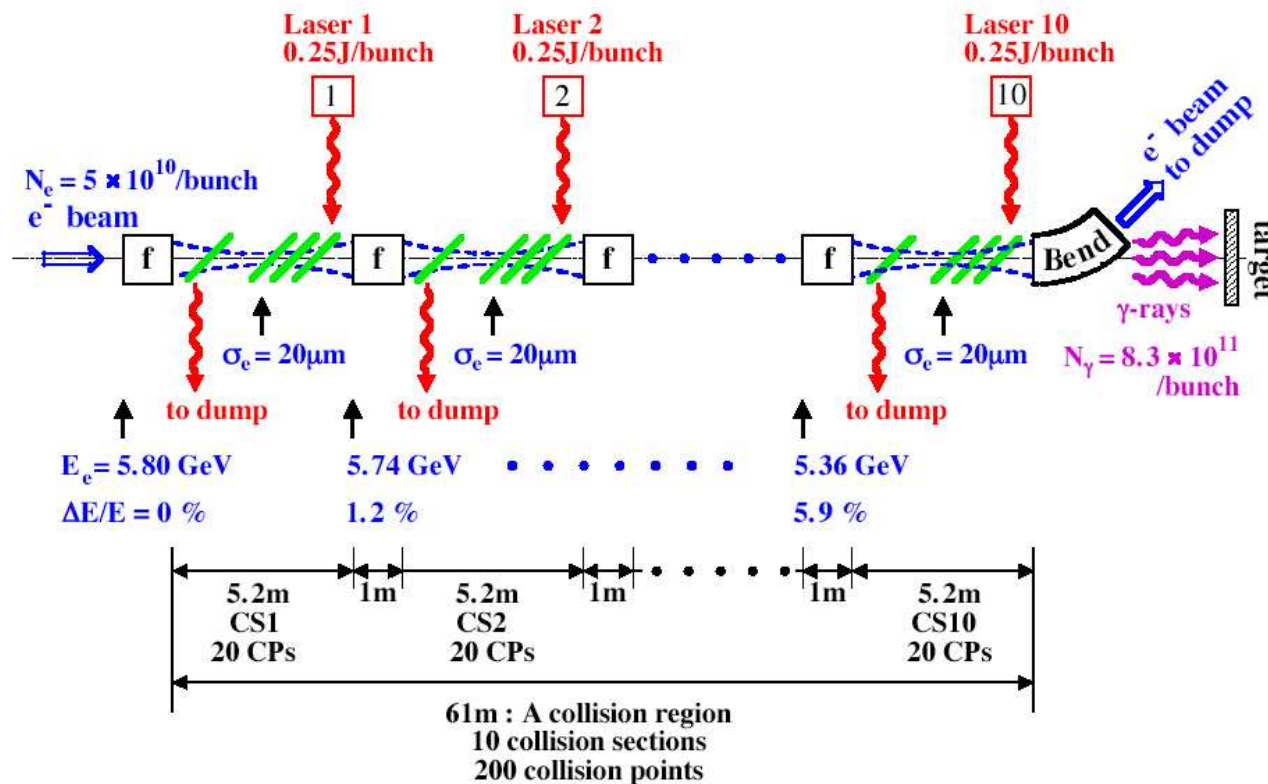 Laser 1
0.25J/bunch
Laser 2
0.25J/bunch
Laser 10
0.25J/bunch
1
2
10
e⁻ beam
to dump
Nₑ = 5 × 10¹⁰/bunch
e⁻ beam
f
f
f
f
Bend
target
γ-rays
N_γ = 8.3 × 10¹¹
/bunch
σₑ = 20μm
σₑ = 20μm
σₑ = 20μm
to dump
to dump
to dump
Eₑ = 5.80 GeV
5.74 GeV
5.36 GeV
ΔE/E = 0 %
1.2 %
5.9 %
5.2m
CS1
20 CPs
1m
5.2m
CS2
20 CPs
1m
1m
5.2m
CS10
20 CPs
61m : A collision region
10 collision sections
200 collision points